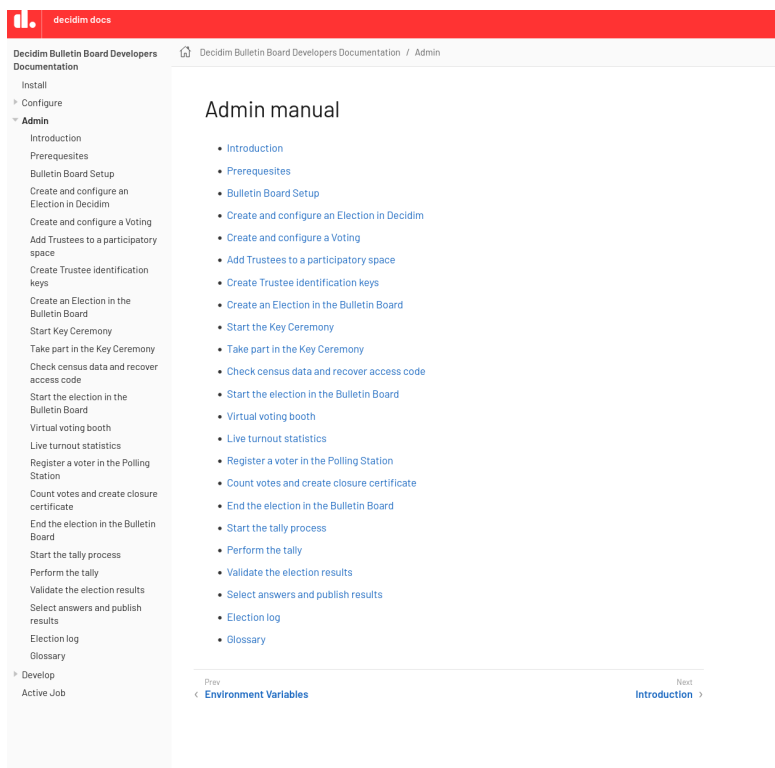 d.
decidim docs
Decidim Bulletin Board Developers
Documentation
Install
Configure
Admin
Introduction
Prerequesites
Bulletin Board Setup
Create and configure an
Election in Decidim
Create and configure a Voting
Add Trustees to a participatory
space
Create Trustee identification
keys
Create an Election in the
Bulletin Board
Start Key Ceremony
Take part in the Key Ceremony
Check census data and recover
access code
Start the election in the
Bulletin Board
Virtual voting booth
Live turnout statistics
Register a voter in the Polling
Station
Count votes and create closure
certificate
End the election in the Bulletin
Board
Start the tally process
Perform the tally
Validate the election results
Select answers and publish
results
Election log
Glossary
Develop
Active Job
Decidim Bulletin Board Developers Documentation / Admin
Admin manual
• Introduction
• Prerequesites
• Bulletin Board Setup
• Create and configure an Election in Decidim
• Create and configure a Voting
• Add Trustees to a participatory space
• Create Trustee identification keys
• Create an Election in the Bulletin Board
• Start the Key Ceremony
• Take part in the Key Ceremony
• Check census data and recover access code
• Start the election in the Bulletin Board
• Virtual voting booth
• Live turnout statistics
• Register a voter in the Polling Station
• Count votes and create closure certificate
• End the election in the Bulletin Board
• Start the tally process
• Perform the tally
• Validate the election results
• Select answers and publish results
• Election log
• Glossary
Prev
‹ Environment Variables
Next
Introduction ›